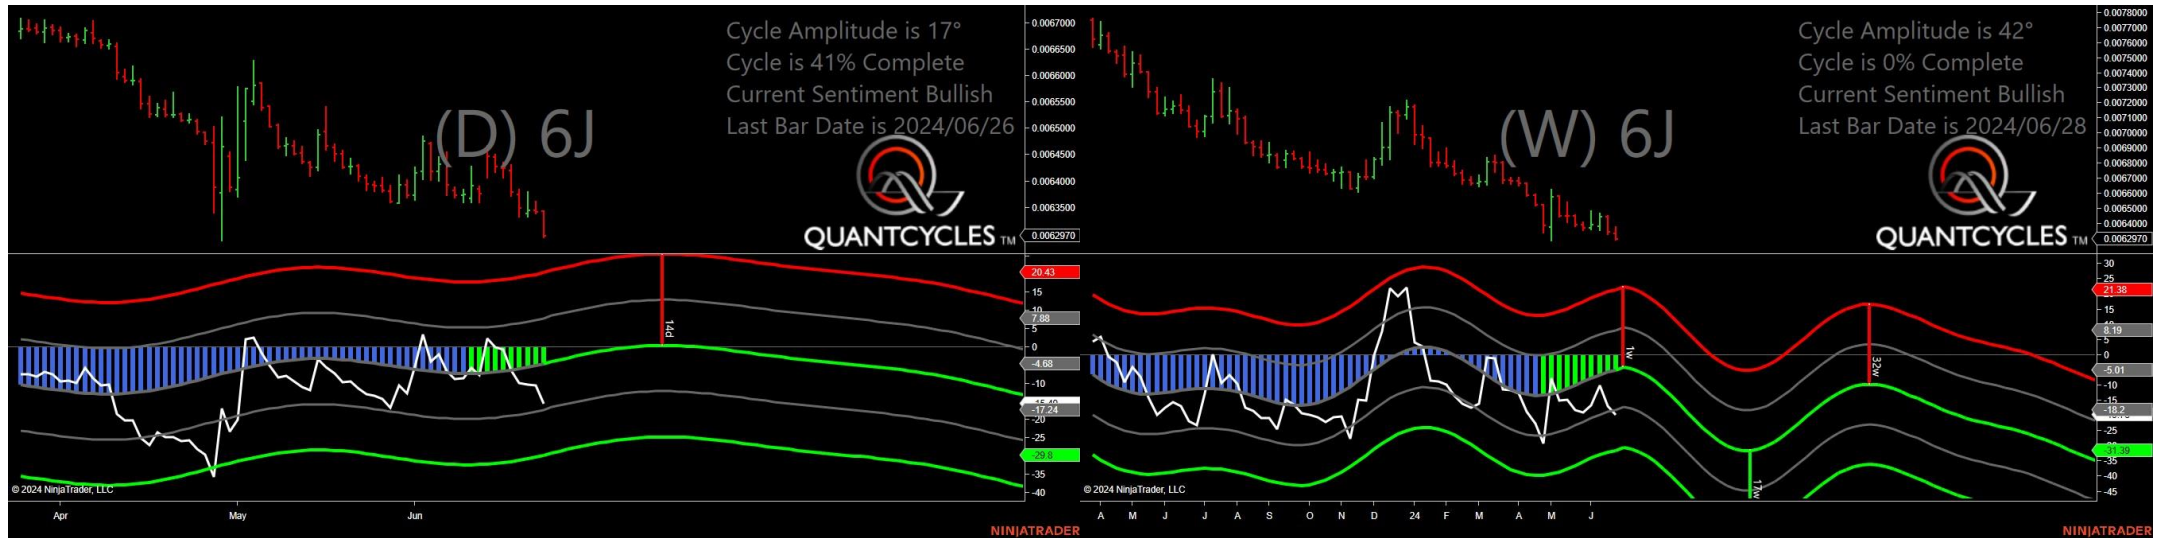 Cycle Amplitude is 17°
Cycle is 41% Complete
Current Sentiment Bullish
Last Bar Date is 2024/06/26
(D) 6J
QUANTCYCLES TM
0.0067000
0.0066500
0.0066000
0.0065500
0.0065000
0.0064500
0.0064000
0.0063500
0.0062970
20.43
15
10
7.88
5
0
-4.68
-10
-17.24
-20
-25
-29.8
-35
-40
14d
© 2024 NinjaTrader, LLC
Apr May Jun
NINJATRADER
Cycle Amplitude is 42°
Cycle is 0% Complete
Current Sentiment Bullish
Last Bar Date is 2024/06/28
(W) 6J
QUANTCYCLES TM
0.0078000
0.0077000
0.0076000
0.0075000
0.0074000
0.0073000
0.0072000
0.0071000
0.0070000
0.0069000
0.0068000
0.0067000
0.0066000
0.0065000
0.0064000
0.0062970
30
25
21.38
15
8.19
5
0
-5.01
-10
-15
-18.2
-25
-31.39
-35
-40
-45
1w
32w
17w
© 2024 NinjaTrader, LLC
A M J J A S O N D 24 F M A M J
NINJATRADER